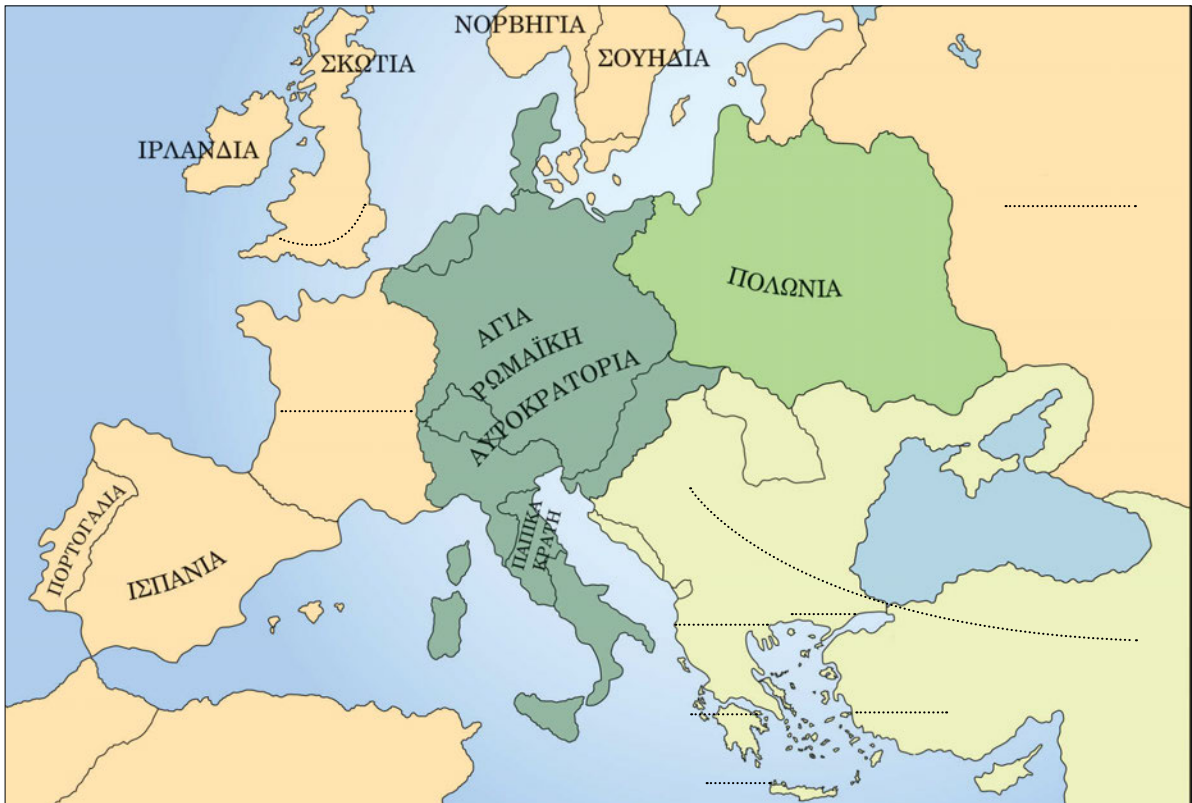 ΝΟΡΒΗΓΙΑ
ΣΟΥΗΔΙΑ
ΣΚΩΤΙΑ
ΙΡΛΑΝΔΙΑ
ΠΟΛΩΝΙΑ
ΑΓΙΑ
ΡΩΜΑΪΚΗ
ΑΥΤΟΚΡΑΤΟΡΙΑ
ΠΑΠΙΚΑ
ΚΡΑΤΗ
ΠΟΡΤΟΓΑΛΙΑ
ΙΣΠΑΝΙΑ